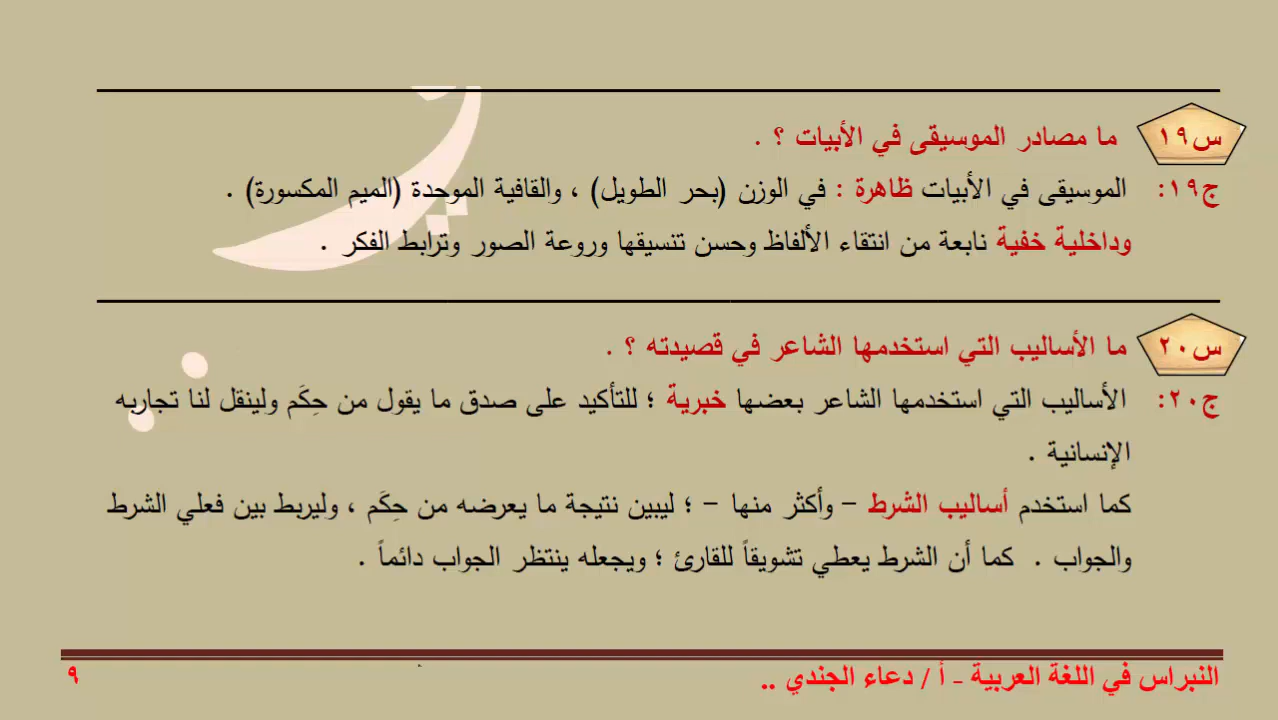 س١٩ ما مصادر الموسيقى في الأبيات ؟ .
ج١٩: الموسيقى في الأبيات ظاهرة : في الوزن (بحر الطويل) ، والقافية الموحدة (الميم المكسورة) .
وداخلية خفية نابعة من انتقاء الألفاظ وحسن تنسيقها وروعة الصور وترابط الفكر .
س٢٠ ما الأساليب التي استخدمها الشاعر في قصيدته ؟ .
ج٢٠: الأساليب التي استخدمها الشاعر بعضها خبرية ؛ للتأكيد على صدق ما يقول من حِكَم ولينقل لنا تجاربه
الإنسانية .
كما استخدم أساليب الشرط – وأكثر منها – ؛ ليبين نتيجة ما يعرضه من حِكَم ، وليربط بين فعلي الشرط
والجواب . كما أن الشرط يعطي تشويقاً للقارئ ؛ ويجعله ينتظر الجواب دائماً .
النبراس في اللغة العربية - أ / دعاء الجندي .. ٩